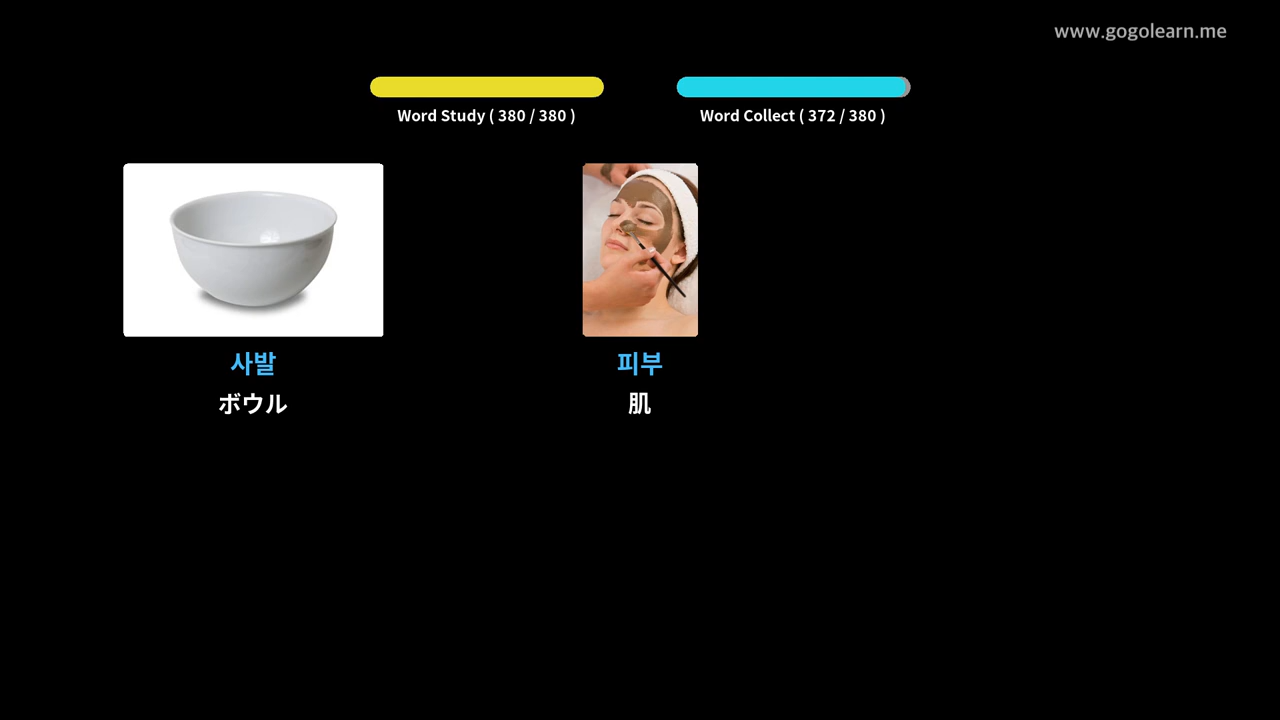 www.gogolearn.me
Word Study ( 380 / 380 )
Word Collect ( 372 / 380 )
사발
ボウル
피부
肌